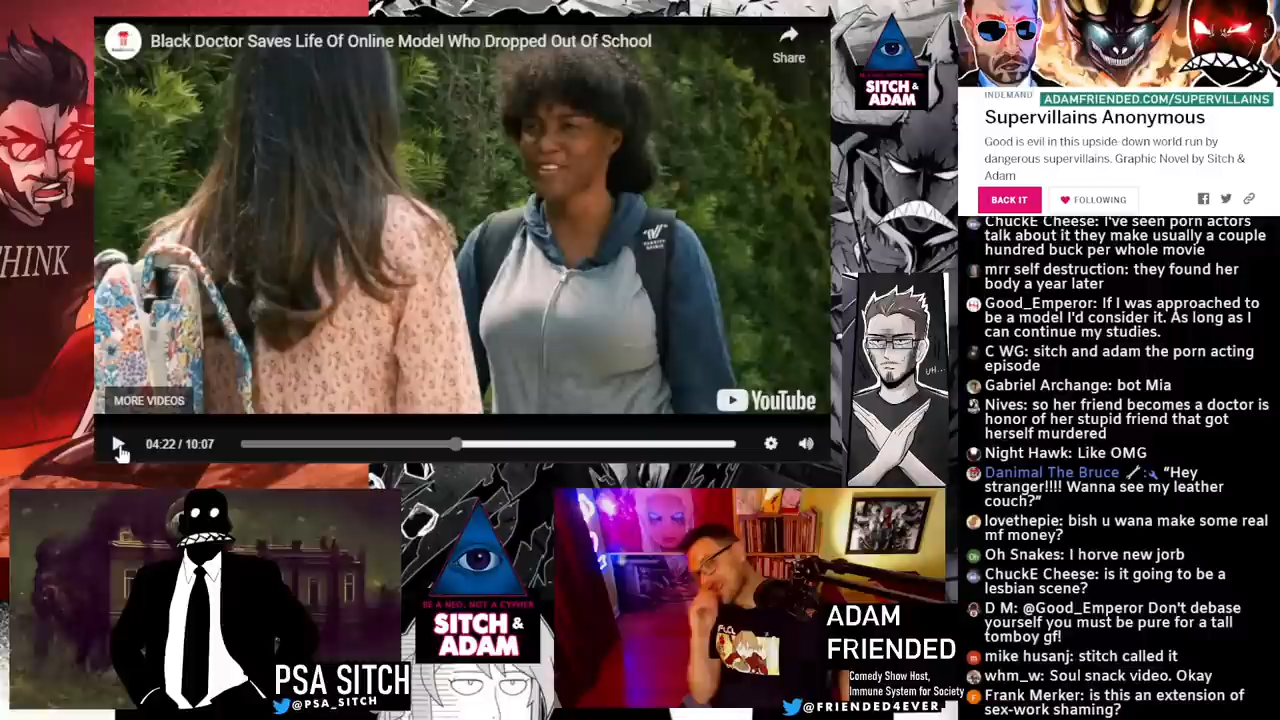 Black Doctor Saves Life Of Online Model Who Dropped Out Of School
Share
THINK
MORE VIDEOS
YouTube
04:22 / 10:07
BE A NEO, NOT A CYPHER
SITCH &
ADAM
UH...
PSA SITCH
@PSA_SITCH
BE A NEO, NOT A CYPHER
SITCH &
ADAM
ADAM
FRIENDED
Comedy Show Host,
Immune System for Society
@FRIENDED4EVER
INDEMAND
ADAMFRIENDED.COM/SUPERVILLAINS
Supervillains Anonymous
Good is evil in this upside-down world run by
dangerous supervillains. Graphic Novel by Sitch &
Adam
BACK IT
FOLLOWING
ChuckE Cheese: I've seen porn actors
talk about it they make usually a couple
hundred buck per whole movie
mrr self destruction: they found her
body a year later
Good_Emperor: If I was approached to
be a model I'd consider it. As long as I
can continue my studies.
C WG: sitch and adam the porn acting
episode
Gabriel Archange: bot Mia
Nives: so her friend becomes a doctor is
honor of her stupid friend that got
herself murdered
Night Hawk: Like OMG
Danimal The Bruce : "Hey
stranger!!!! Wanna see my leather
couch?"
lovethepie: bish u wana make some real
mf money?
Oh Snakes: I horve new jorb
ChuckE Cheese: is it going to be a
lesbian scene?
D M: @Good_Emperor Don't debase
yourself you must be pure for a tall
tomboy gf!
mike husanj: stitch called it
whm_w: Soul snack video. Okay
Frank Merker: is this an extension of
sex-work shaming?